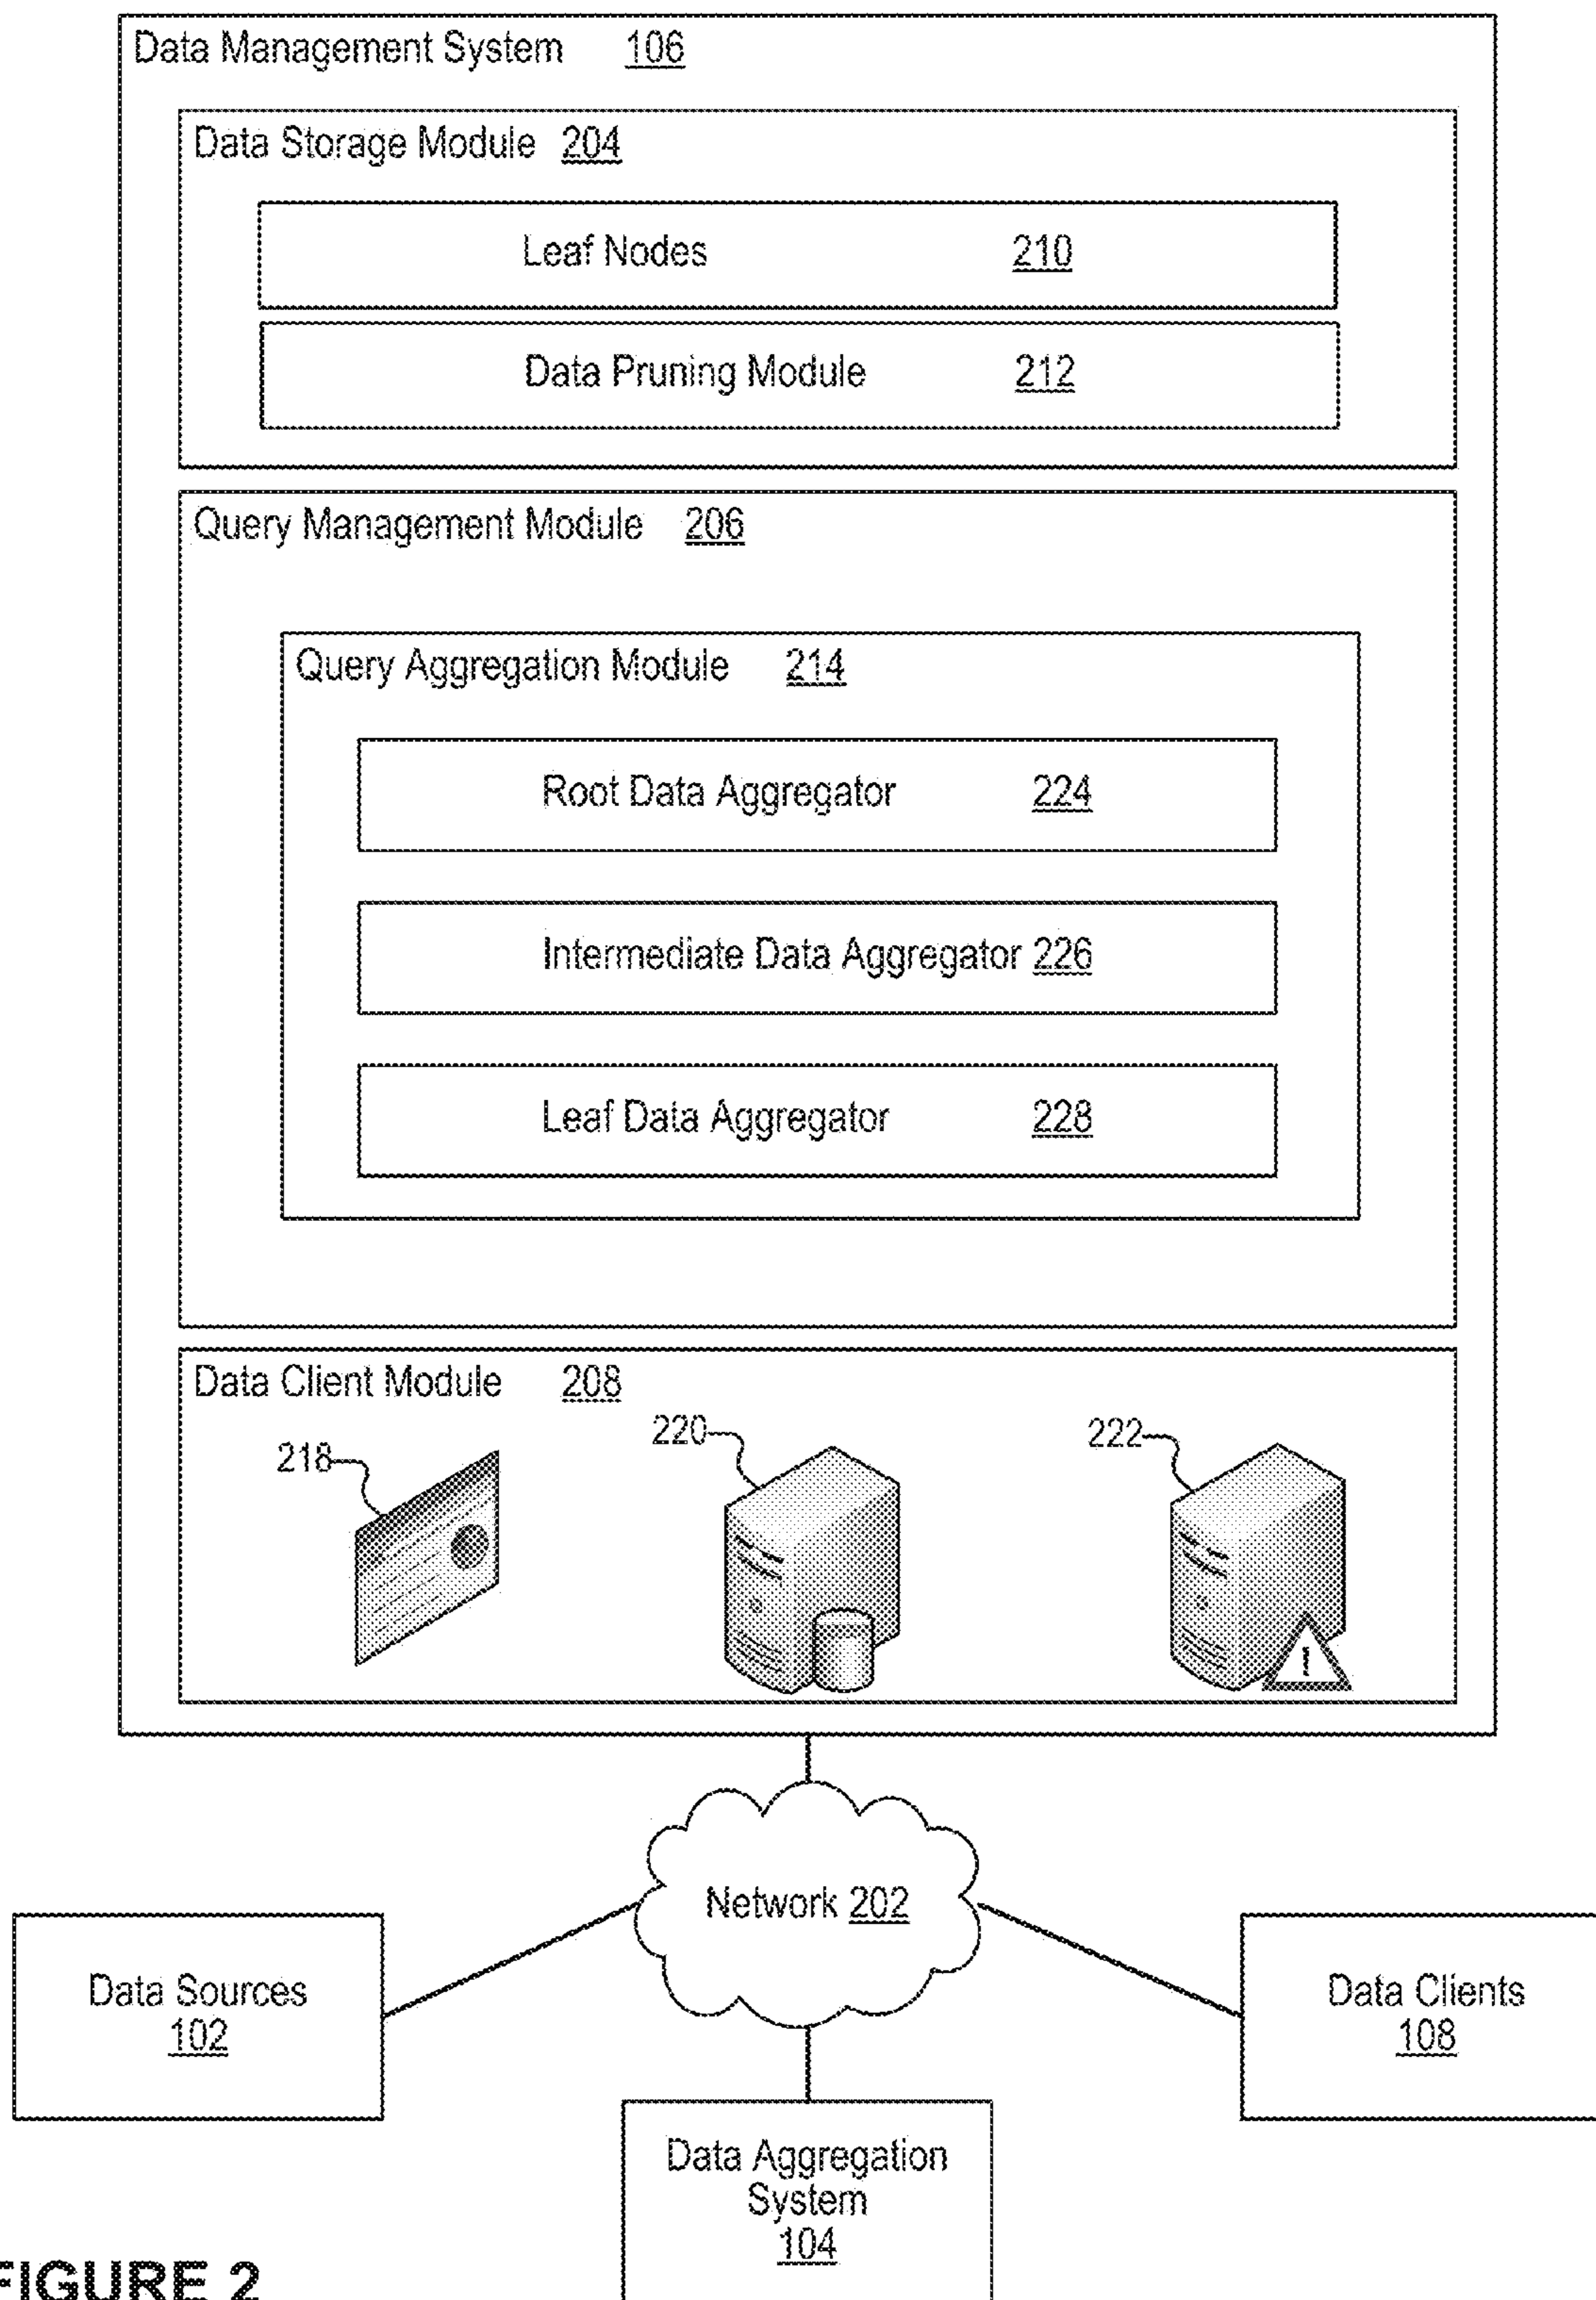 Data Management System 106
Data Storage Module 204
Leaf Nodes 210
Data Pruning Module 212
Query Management Module 206
Query Aggregation Module 214
Root Data Aggregator 224
Intermediate Data Aggregator 226
Leaf Data Aggregator 228
Data Client Module 208
218
220
222
!
Network 202
Data Sources
102
Data Clients
108
Data Aggregation
System
104
FIGURE 2